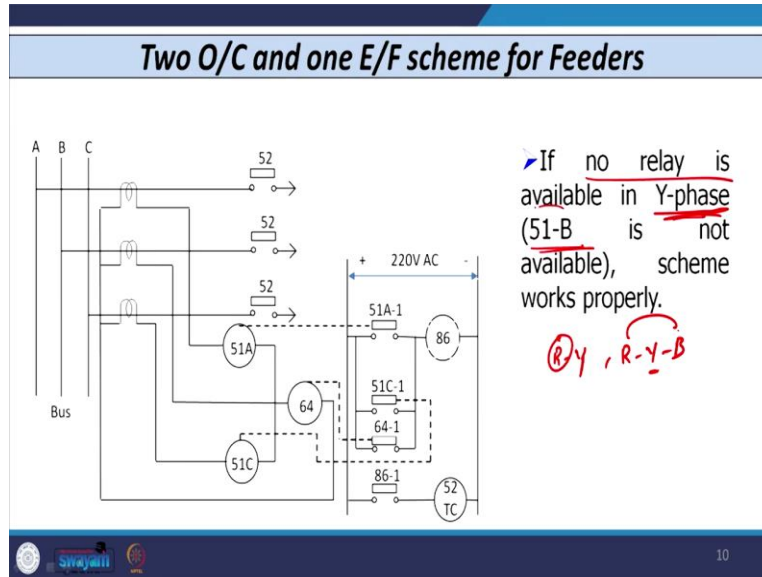 Two O/C and one E/F scheme for Feeders
A B C
52
52
52
51A
64
51C
Bus
+ 220V AC -
51A-1
86
51C-1
64-1
86-1
52
TC
If no relay is
available in Y-phase
(51-B is not
available), scheme
works properly.
R-Y, R-Y-B
swayam
10